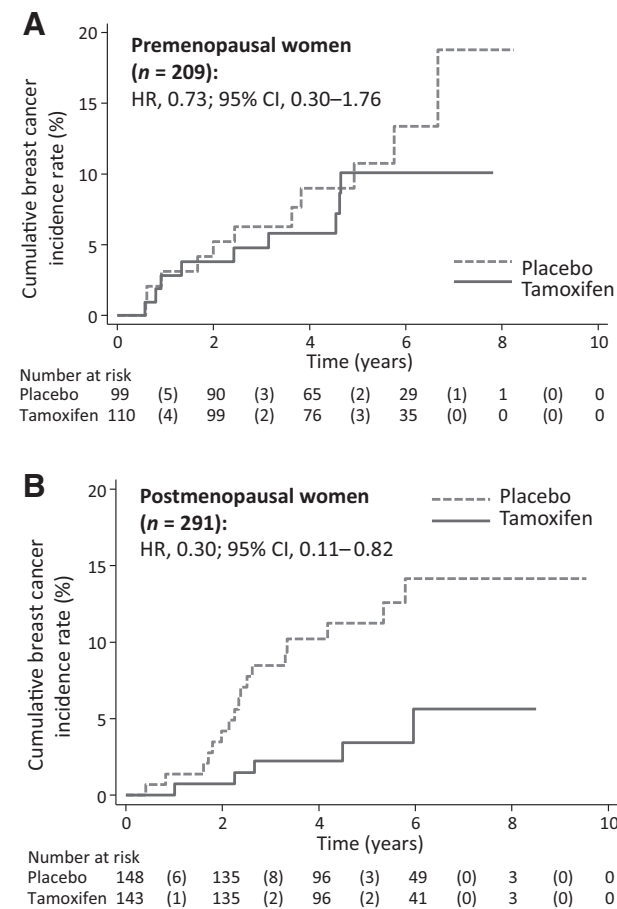 A
Premenopausal women
(n = 209):
HR, 0.73; 95% CI, 0.30–1.76
Cumulative breast cancer
incidence rate (%)
20
15
10
5
0
Placebo
Tamoxifen
0 2 4 6 8 10
Time (years)
Number at risk
Placebo 99 (5) 90 (3) 65 (2) 29 (1) 1 (0) 0
Tamoxifen 110 (4) 99 (2) 76 (3) 35 (0) 0 (0) 0
B
Postmenopausal women
(n = 291):
HR, 0.30; 95% CI, 0.11–0.82
Placebo
Tamoxifen
Cumulative breast cancer
incidence rate (%)
20
15
10
5
0
0 2 4 6 8 10
Time (years)
Number at risk
Placebo 148 (6) 135 (8) 96 (3) 49 (0) 3 (0) 0
Tamoxifen 143 (1) 135 (2) 96 (2) 41 (0) 3 (0) 0